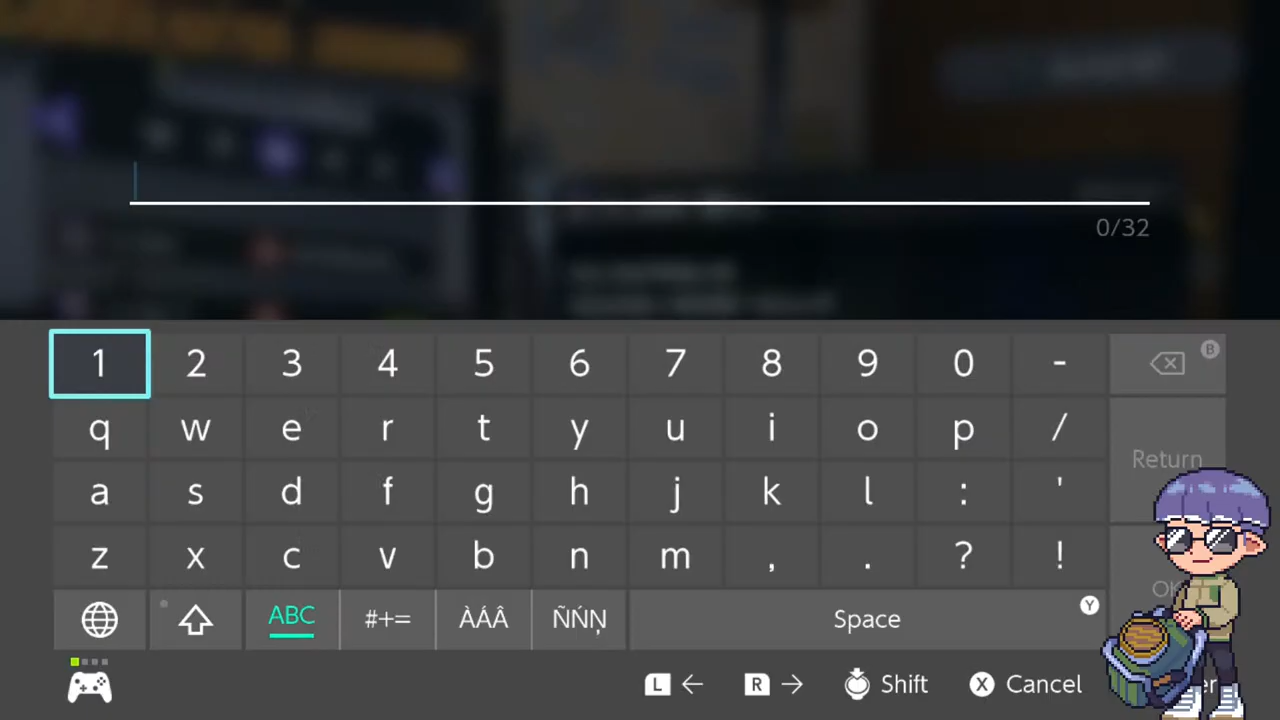 0/32
1 2 3 4 5 6 7 8 9 0 -
q w e r t y u i o p /
a s d f g h j k l : '
z x c v b n m , . ? !
B
Return
ABC #+= ÀÁÂ ÑŃŅ Space Y
L ← R → Shift X Cancel